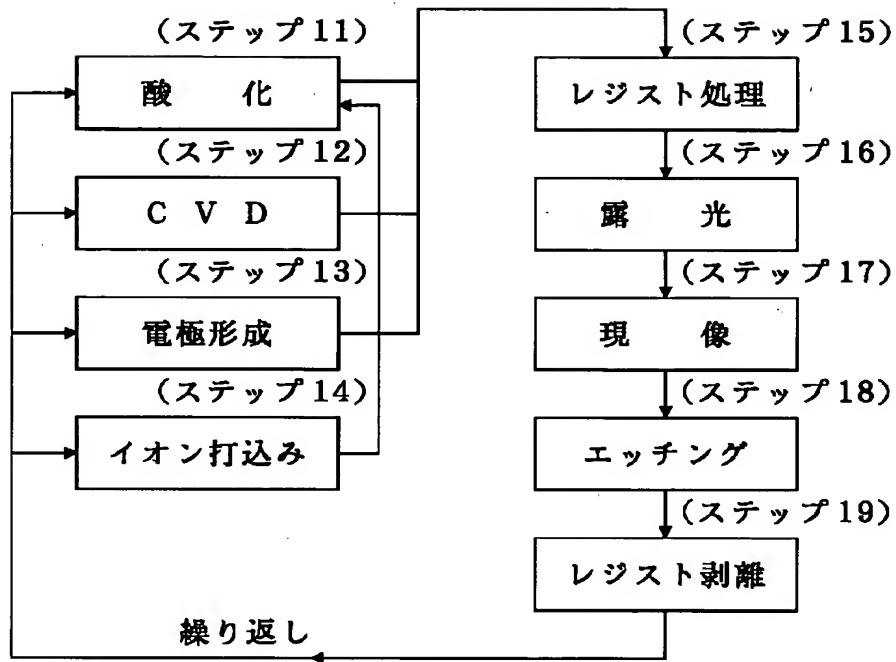 (ステップ11)
酸 化
(ステップ12)
C V D
(ステップ13)
電極形成
(ステップ14)
イオン打込み
(ステップ15)
レジスト処理
(ステップ16)
露 光
(ステップ17)
現 像
(ステップ18)
エッチング
(ステップ19)
レジスト剥離
繰り返し